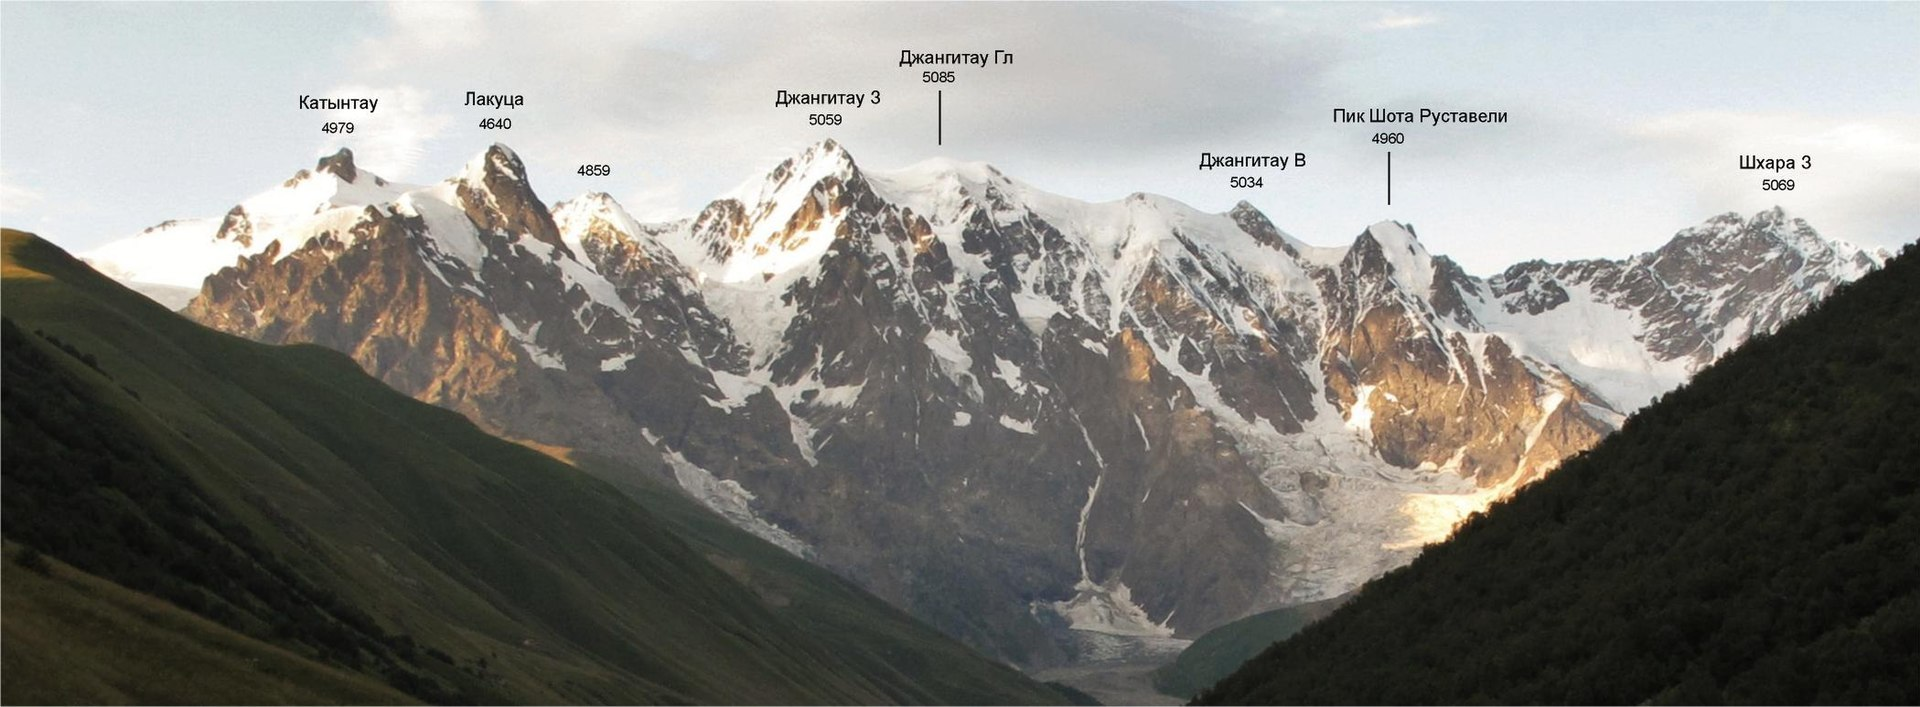 Катынтау
4979
Лакуца
4640
4859
Джангитау З
5059
Джангитау Гл
5085
Джангитау В
5034
Пик Шота Руставели
4960
Шхара З
5069